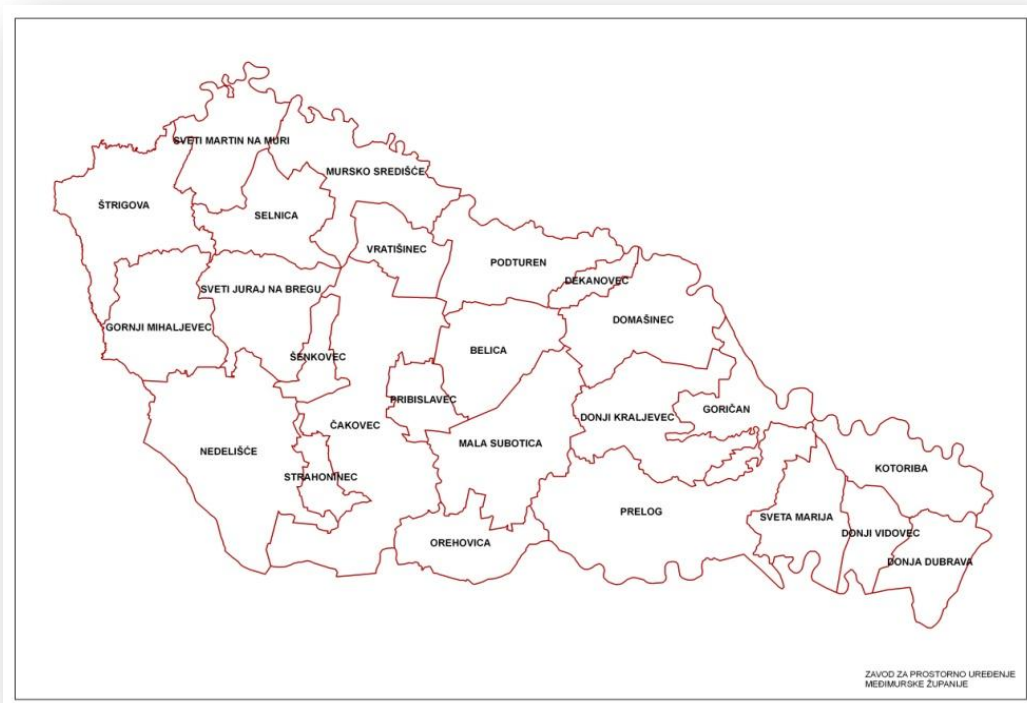 SVETI MARTIN NA MURI
MURSKO SREDIŠĆE
ŠTRIGOVA
SELNICA
VRATIŠINEC
PODTUREN
DEKANOVEC
SVETI JURAJ NA BREGU
GORNJI MIHALJEVEC
DOMAŠINEC
ŠENKOVEC
BELICA
PRIBISLAVEC
GORIČAN
DONJI KRALJEVEC
ČAKOVEC
MALA SUBOTICA
NEDELIŠĆE
KOTORIBA
STRAHONINEC
PRELOG
SVETA MARIJA
DONJI VIDOVEC
OREHOVICA
DONJA DUBRAVA
ZAVOD ZA PROSTORNO UREĐENJE
MEĐIMURSKE ŽUPANIJE